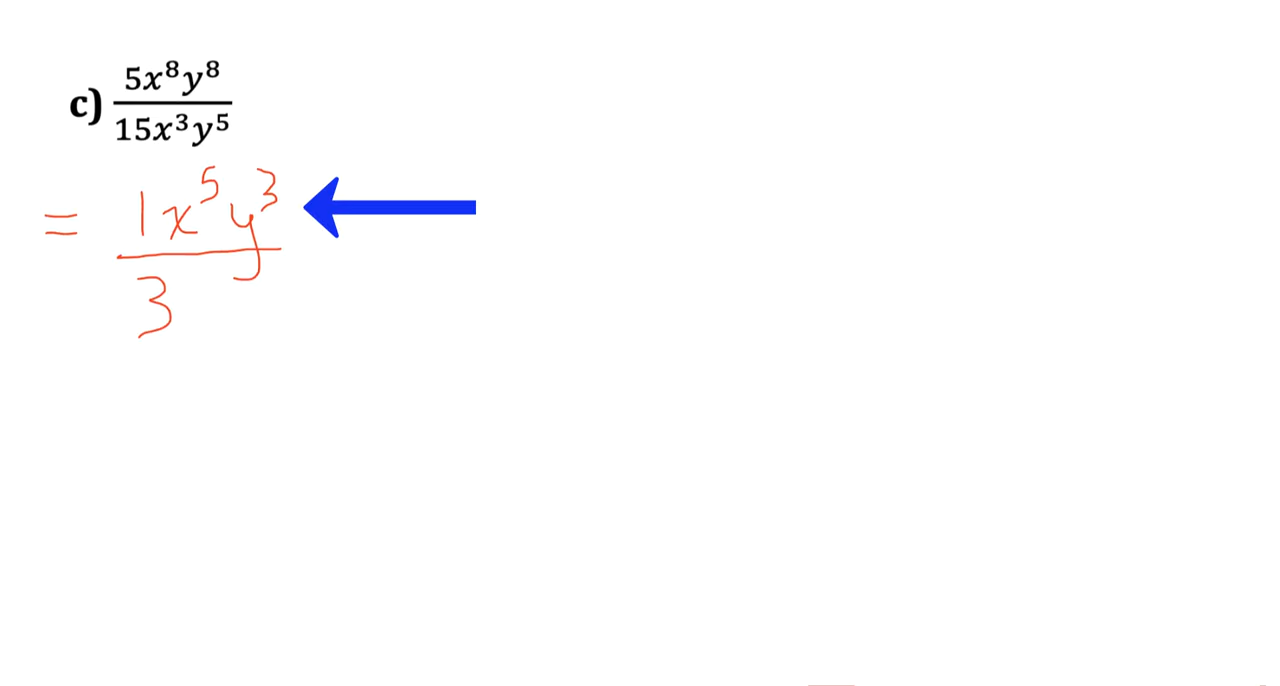 c) 5x⁸y⁸
15x³y⁵
= 1x⁵y³
3